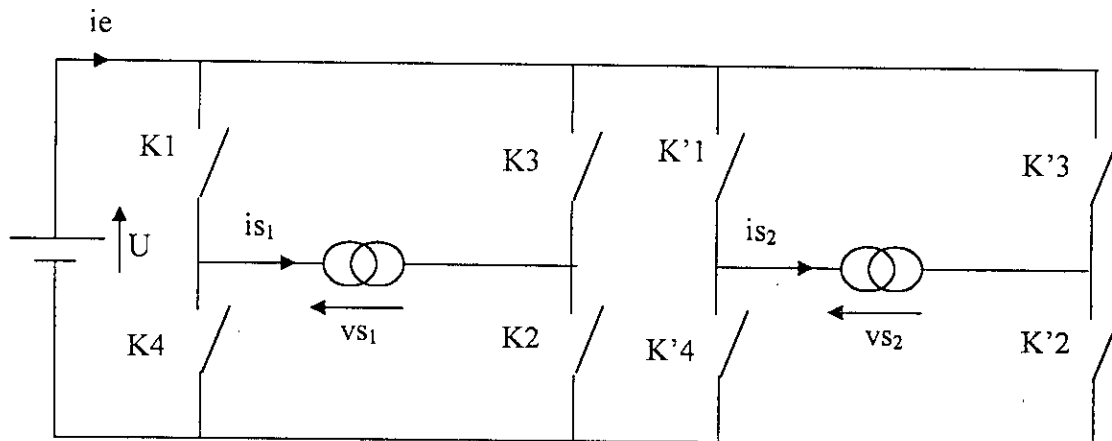 ie
K1
K3
K'1
K'3
U
is₁
is₂
vs₁
vs₂
K4
K2
K'4
K'2